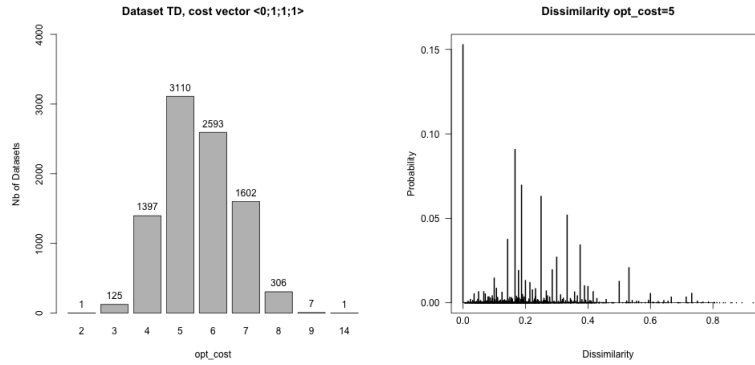 Dataset TD, cost vector <0;1;1;1>
Nb of Datasets
4000
3000
2000
1000
0
1
125
1397
3110
2593
1602
306
7
1
2 3 4 5 6 7 8 9 14
opt_cost
Dissimilarity opt_cost=5
Probability
0.15
0.10
0.05
0.00
0.0 0.2 0.4 0.6 0.8
Dissimilarity